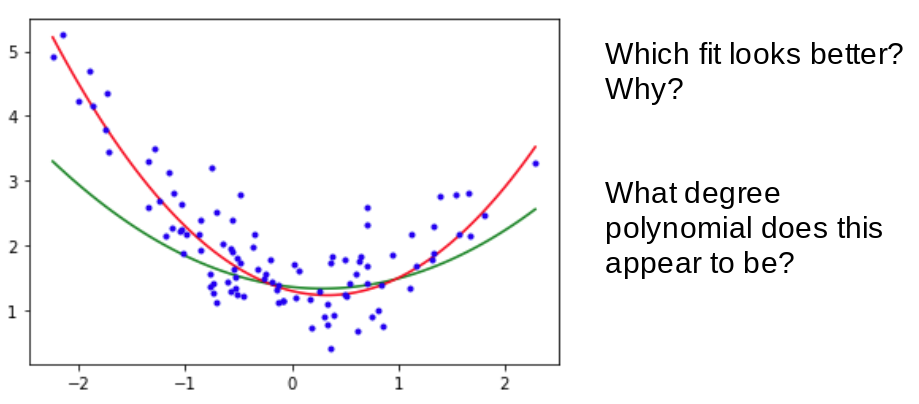 5
4
3
2
1
−2 −1 0 1 2
Which fit looks better?
Why?
What degree
polynomial does this
appear to be?